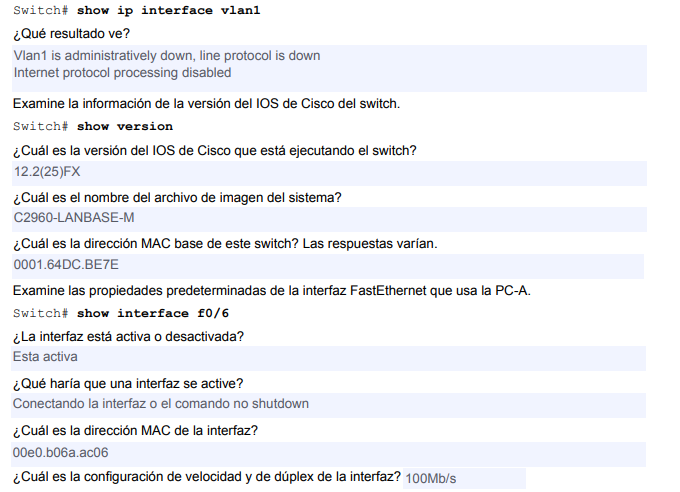 Switch# show ip interface vlan1
¿Qué resultado ve?
Vlan1 is administratively down, line protocol is down
Internet protocol processing disabled
Examine la información de la versión del IOS de Cisco del switch.
Switch# show version
¿Cuál es la versión del IOS de Cisco que está ejecutando el switch?
12.2(25)FX
¿Cuál es el nombre del archivo de imagen del sistema?
C2960-LANBASE-M
¿Cuál es la dirección MAC base de este switch? Las respuestas varían.
0001.64DC.BE7E
Examine las propiedades predeterminadas de la interfaz FastEthernet que usa la PC-A.
Switch# show interface f0/6
¿La interfaz está activa o desactivada?
Esta activa
¿Qué haría que una interfaz se active?
Conectando la interfaz o el comando no shutdown
¿Cuál es la dirección MAC de la interfaz?
00e0.b06a.ac06
¿Cuál es la configuración de velocidad y de dúplex de la interfaz? 100Mb/s